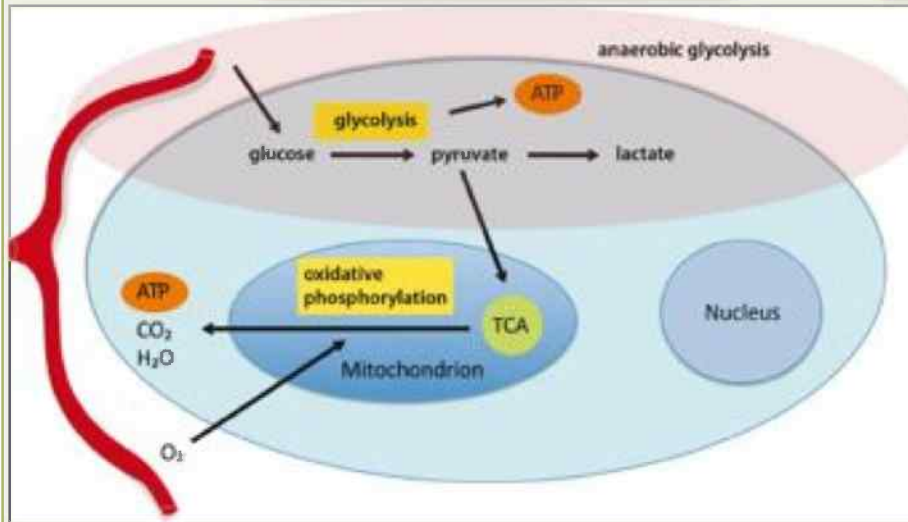 anaerobic glycolysis
ATP
glycolysis
glucose
pyruvate
lactate
oxidative
phosphorylation
ATP
CO₂
H₂O
TCA
Nucleus
Mitochondrion
O₂